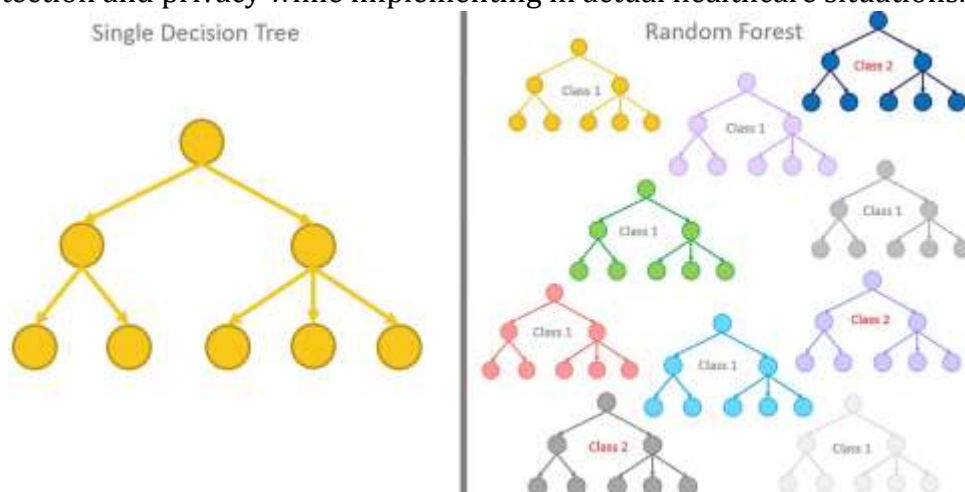 tection and privacy while implementing in actual healthcare situations.
Single Decision Tree
Random Forest
Class 2
Class 1
Class 1
Class 1
Class 1
Class 1
Class 2
Class 1
Class 2
Class 1